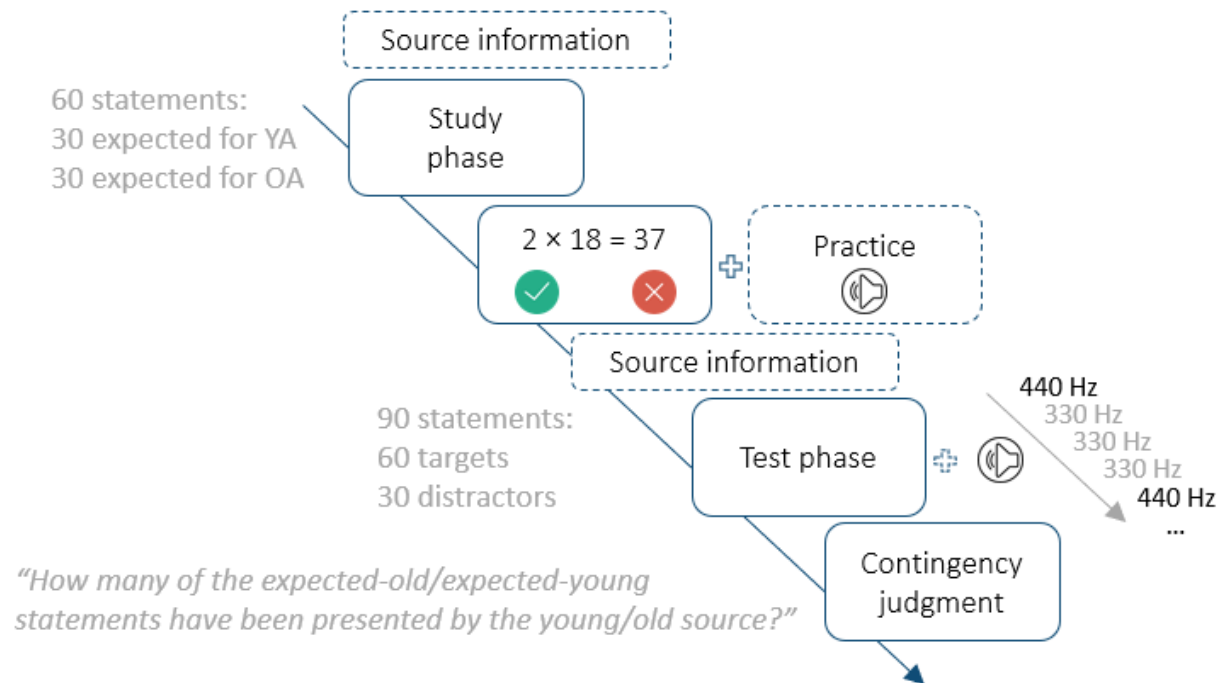 Source information
60 statements:
30 expected for YA
30 expected for OA
Study
phase
2 × 18 = 37
Practice
Source information
90 statements:
60 targets
30 distractors
Test phase
440 Hz
330 Hz
330 Hz
330 Hz
440 Hz
...
Contingency
judgment
“How many of the expected-old/expected-young
statements have been presented by the young/old source?”